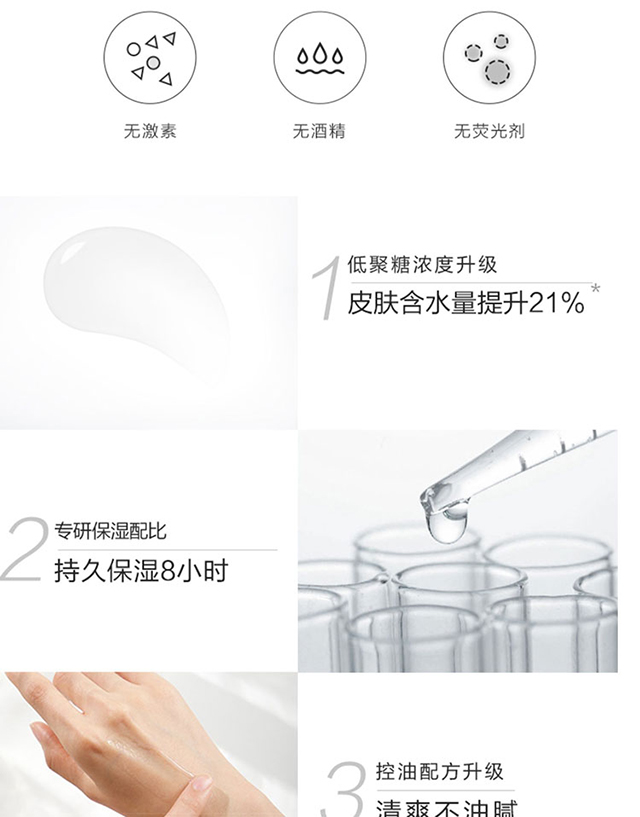 无激素
无酒精
无荧光剂
1
低聚糖浓度升级
皮肤含水量提升21%*
2
专研保湿配比
持久保湿8小时
3
控油配方升级
清爽不油腻